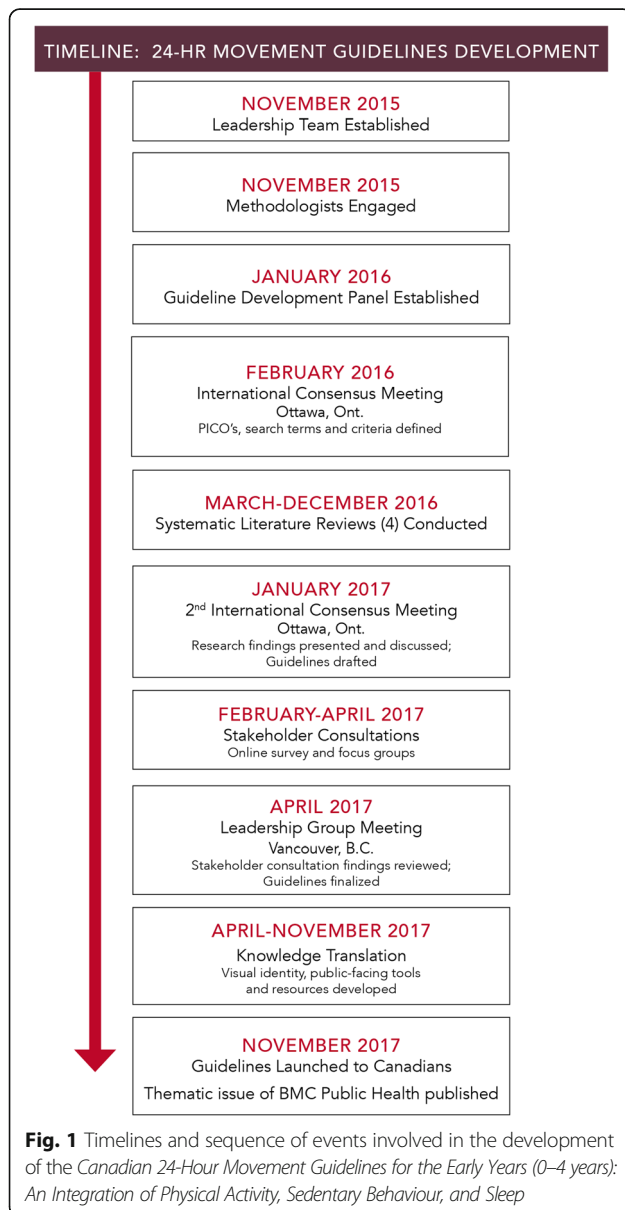 TIMELINE: 24-HR MOVEMENT GUIDELINES DEVELOPMENT
NOVEMBER 2015
Leadership Team Established
NOVEMBER 2015
Methodologists Engaged
JANUARY 2016
Guideline Development Panel Established
FEBRUARY 2016
International Consensus Meeting
Ottawa, Ont.
PICO's, search terms and criteria defined
MARCH-DECEMBER 2016
Systematic Literature Reviews (4) Conducted
JANUARY 2017
2nd International Consensus Meeting
Ottawa, Ont.
Research findings presented and discussed;
Guidelines drafted
FEBRUARY-APRIL 2017
Stakeholder Consultations
Online survey and focus groups
APRIL 2017
Leadership Group Meeting
Vancouver, B.C.
Stakeholder consultation findings reviewed;
Guidelines finalized
APRIL-NOVEMBER 2017
Knowledge Translation
Visual identity, public-facing tools
and resources developed
NOVEMBER 2017
Guidelines Launched to Canadians
Thematic issue of BMC Public Health published
Fig. 1 Timelines and sequence of events involved in the development
of the Canadian 24-Hour Movement Guidelines for the Early Years (0–4 years):
An Integration of Physical Activity, Sedentary Behaviour, and Sleep